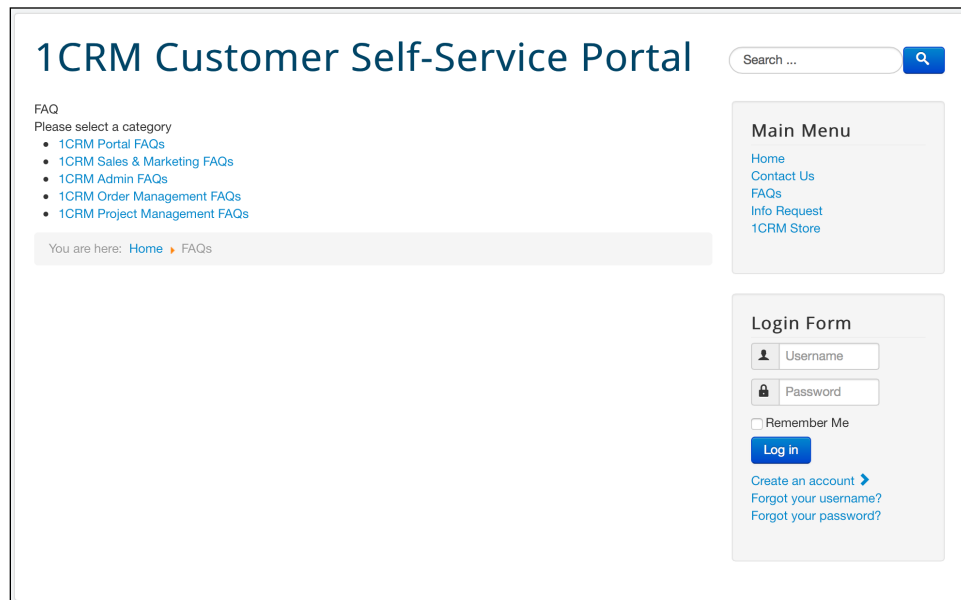 1CRM Customer Self-Service Portal
Search ...
FAQ
Please select a category
1CRM Portal FAQs
1CRM Sales & Marketing FAQs
1CRM Admin FAQs
1CRM Order Management FAQs
1CRM Project Management FAQs
You are here: Home FAQs
Main Menu
Home
Contact Us
FAQs
Info Request
1CRM Store
Login Form
Username
Password
Remember Me
Log in
Create an account
Forgot your username?
Forgot your password?